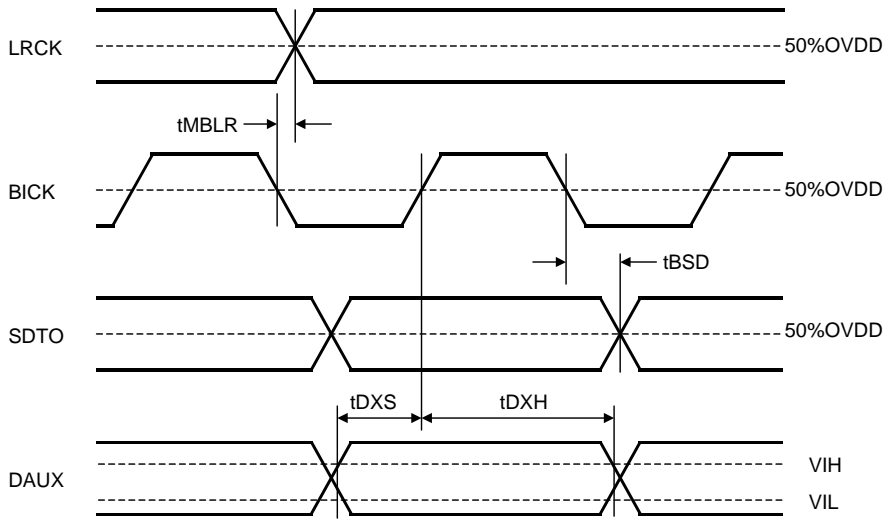 LRCK
50%OVDD
tMBLR
BICK
50%OVDD
tBSD
SDTO
50%OVDD
tDXS
tDXH
DAUX
VIH
VIL